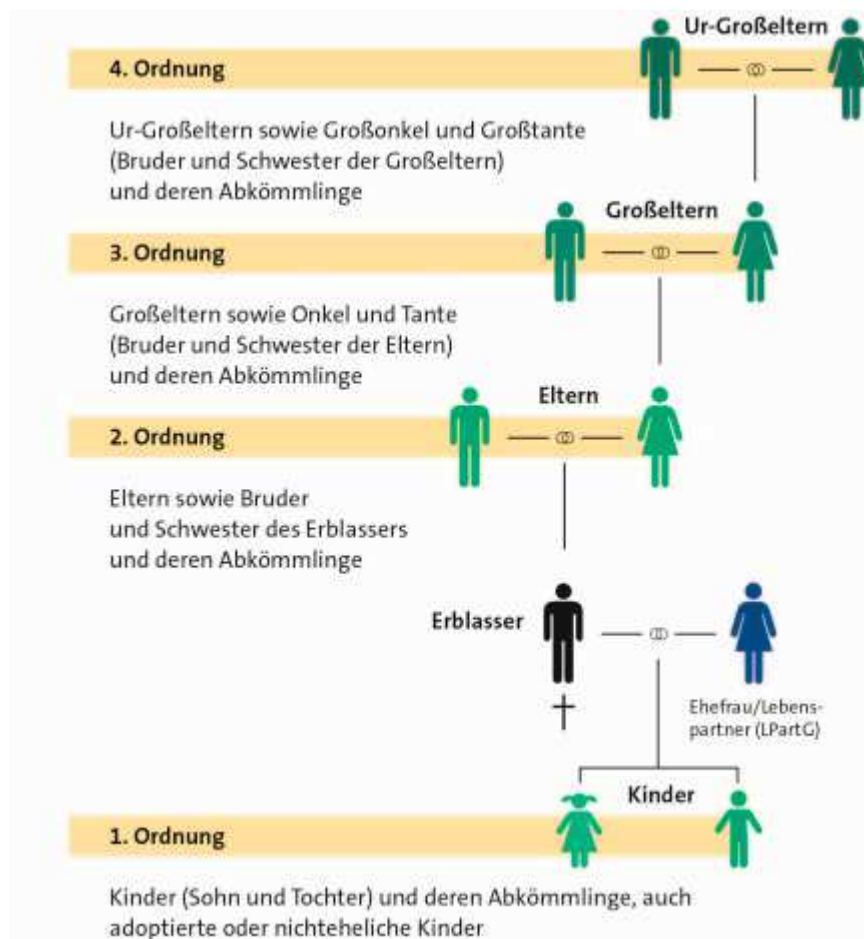 Ur-Großeltern
4. Ordnung
Ur-Großeltern sowie Großonkel und Großtante
(Bruder und Schwester der Großeltern)
und deren Abkömmlinge
Großeltern
3. Ordnung
Großeltern sowie Onkel und Tante
(Bruder und Schwester der Eltern)
und deren Abkömmlinge
Eltern
2. Ordnung
Eltern sowie Bruder
und Schwester des Erblassers
und deren Abkömmlinge
Erblasser
Ehefrau/Lebens-
partner (LPartG)
Kinder
1. Ordnung
Kinder (Sohn und Tochter) und deren Abkömmlinge, auch
adoptierte oder nichteheliche Kinder